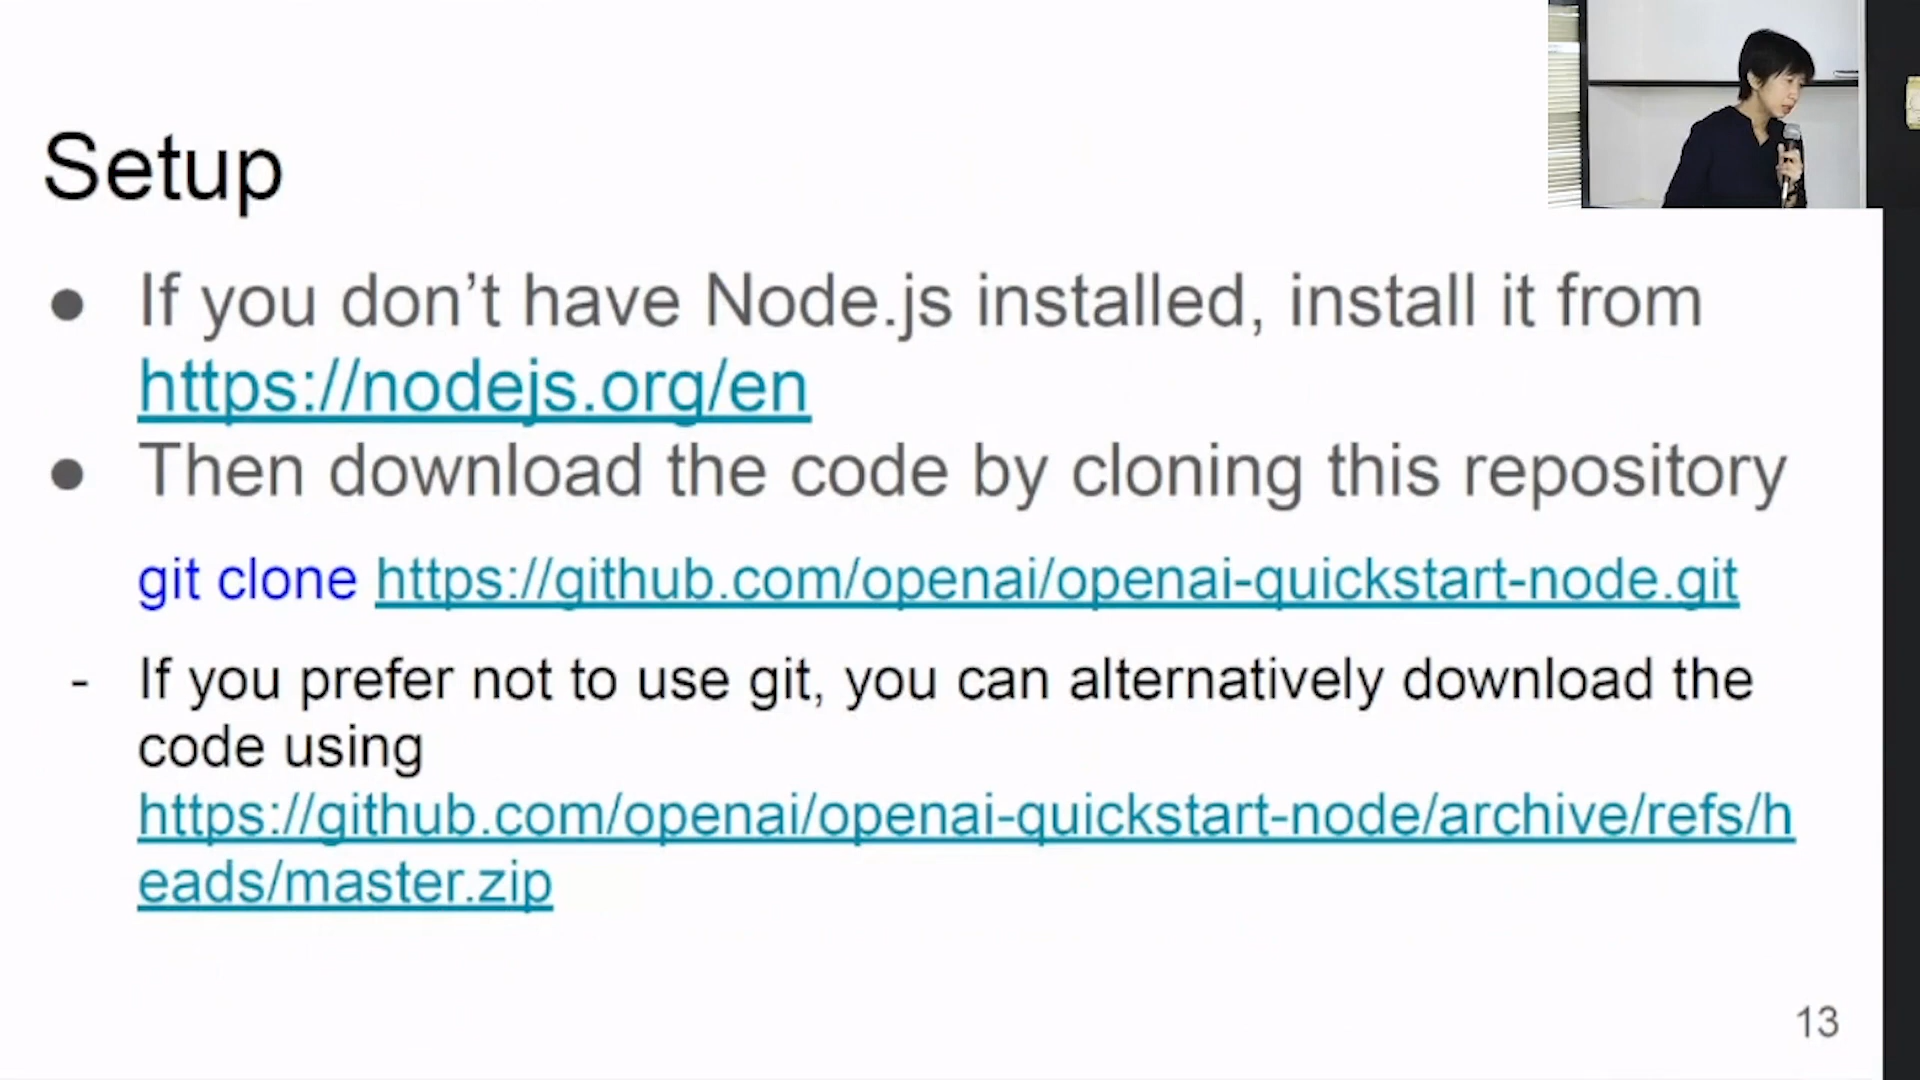 Setup
● If you don’t have Node.js installed, install it from
https://nodejs.org/en
● Then download the code by cloning this repository
git clone https://github.com/openai/openai-quickstart-node.git
- If you prefer not to use git, you can alternatively download the
code using
https://github.com/openai/openai-quickstart-node/archive/refs/h
eads/master.zip
13